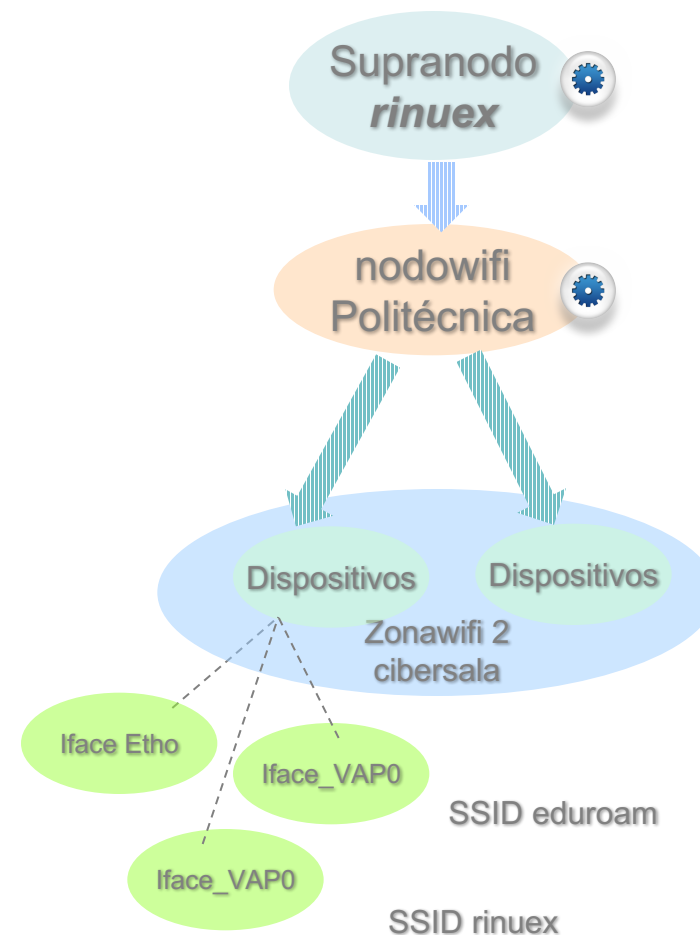 Supranodo
rinuex
nodowifi
Politécnica
Dispositivos
Dispositivos
Zonawifi 2
cibersala
Iface Etho
Iface_VAP0
SSID eduroam
Iface_VAP0
SSID rinuex